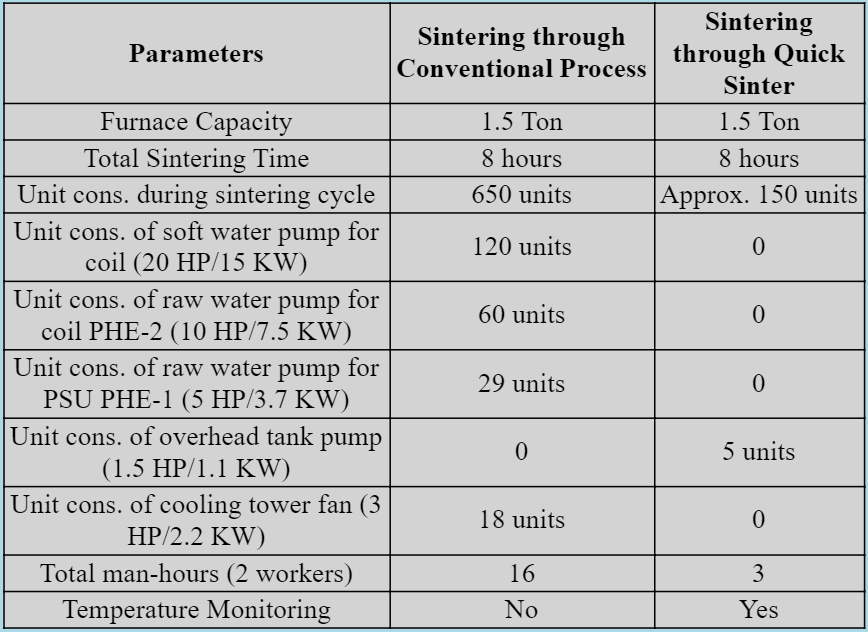 Parameters
Sintering through
Conventional Process
Sintering
through Quick
Sinter
Furnace Capacity
1.5 Ton
1.5 Ton
Total Sintering Time
8 hours
8 hours
Unit cons. during sintering cycle
650 units
Approx. 150 units
Unit cons. of soft water pump for
coil (20 HP/15 KW)
120 units
0
Unit cons. of raw water pump for
coil PHE-2 (10 HP/7.5 KW)
60 units
0
Unit cons. of raw water pump for
PSU PHE-1 (5 HP/3.7 KW)
29 units
0
Unit cons. of overhead tank pump
(1.5 HP/1.1 KW)
0
5 units
Unit cons. of cooling tower fan (3
HP/2.2 KW)
18 units
0
Total man-hours (2 workers)
16
3
Temperature Monitoring
No
Yes